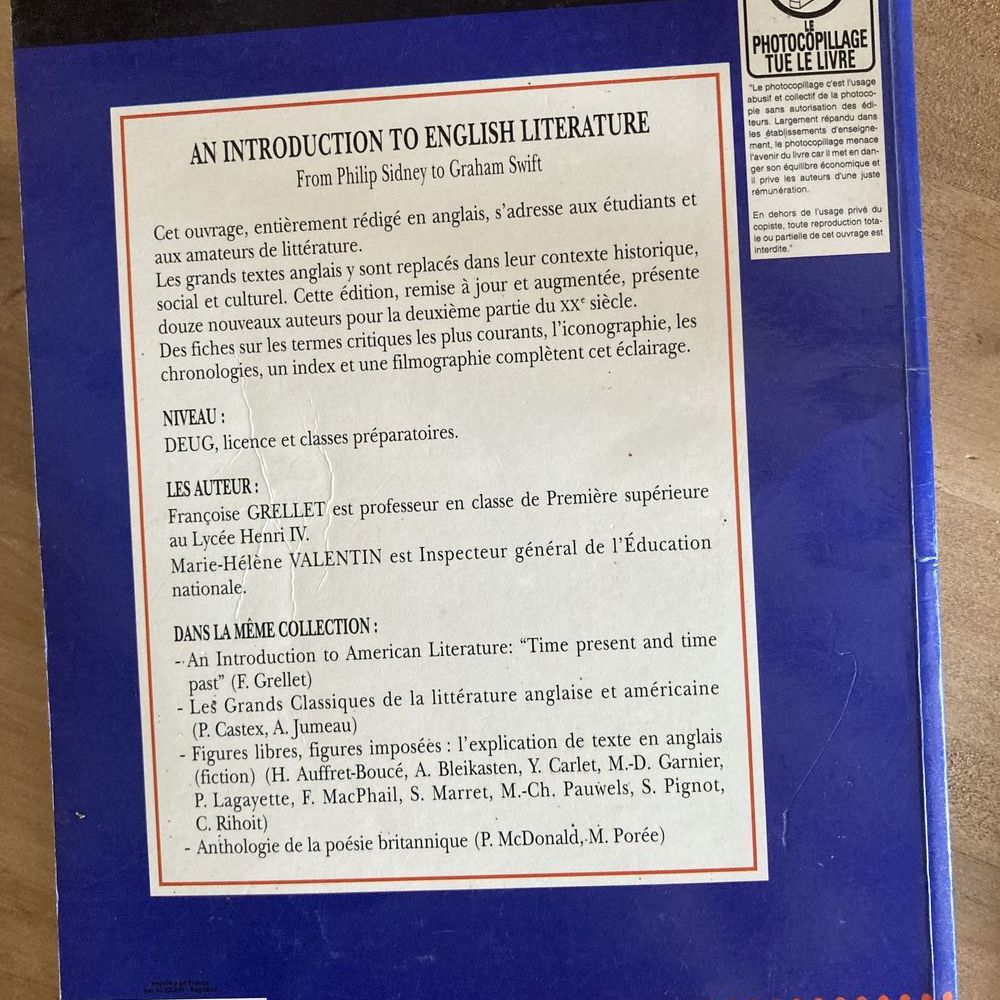 LE
PHOTOCOPILLAGE
TUE LE LIVRE
"Le photocopillage c'est l'usage
abusif et collectif de la photoco-
pie sans autorisation des édi-
teurs. Largement répandu dans
les établissements d'enseigne-
ment, le photocopillage menace
l'avenir du livre car il met en dan-
ger son équilibre économique et
il prive les auteurs d'une juste
rémunération.
En dehors de l'usage privé du
copiste, toute reproduction tota-
le ou partielle de cet ouvrage est
interdite."
AN INTRODUCTION TO ENGLISH LITERATURE
From Philip Sidney to Graham Swift
Cet ouvrage, entièrement rédigé en anglais, s'adresse aux étudiants et
aux amateurs de littérature.
Les grands textes anglais y sont replacés dans leur contexte historique,
social et culturel. Cette édition, remise à jour et augmentée, présente
douze nouveaux auteurs pour la deuxième partie du XXe siècle.
Des fiches sur les termes critiques les plus courants, l'iconographie, les
chronologies, un index et une filmographie complètent cet éclairage.
NIVEAU :
DEUG, licence et classes préparatoires.
LES AUTEUR :
Françoise GRELLET est professeur en classe de Première supérieure
au Lycée Henri IV.
Marie-Hélène VALENTIN est Inspecteur général de l'Éducation
nationale.
DANS LA MÊME COLLECTION :
- An Introduction to American Literature: "Time present and time
past" (F. Grellet)
- Les Grands Classiques de la littérature anglaise et américaine
(P. Castex, A. Jumeau)
- Figures libres, figures imposées : l'explication de texte en anglais
(fiction) (H. Auffret-Boucé, A. Bleikasten, Y. Carlet, M.-D. Garnier,
P. Lagayette, F. MacPhail, S. Marret, M.-Ch. Pauwels, S. Pignot,
C. Rihoit)
- Anthologie de la poésie britannique (P. McDonald, M. Porée)